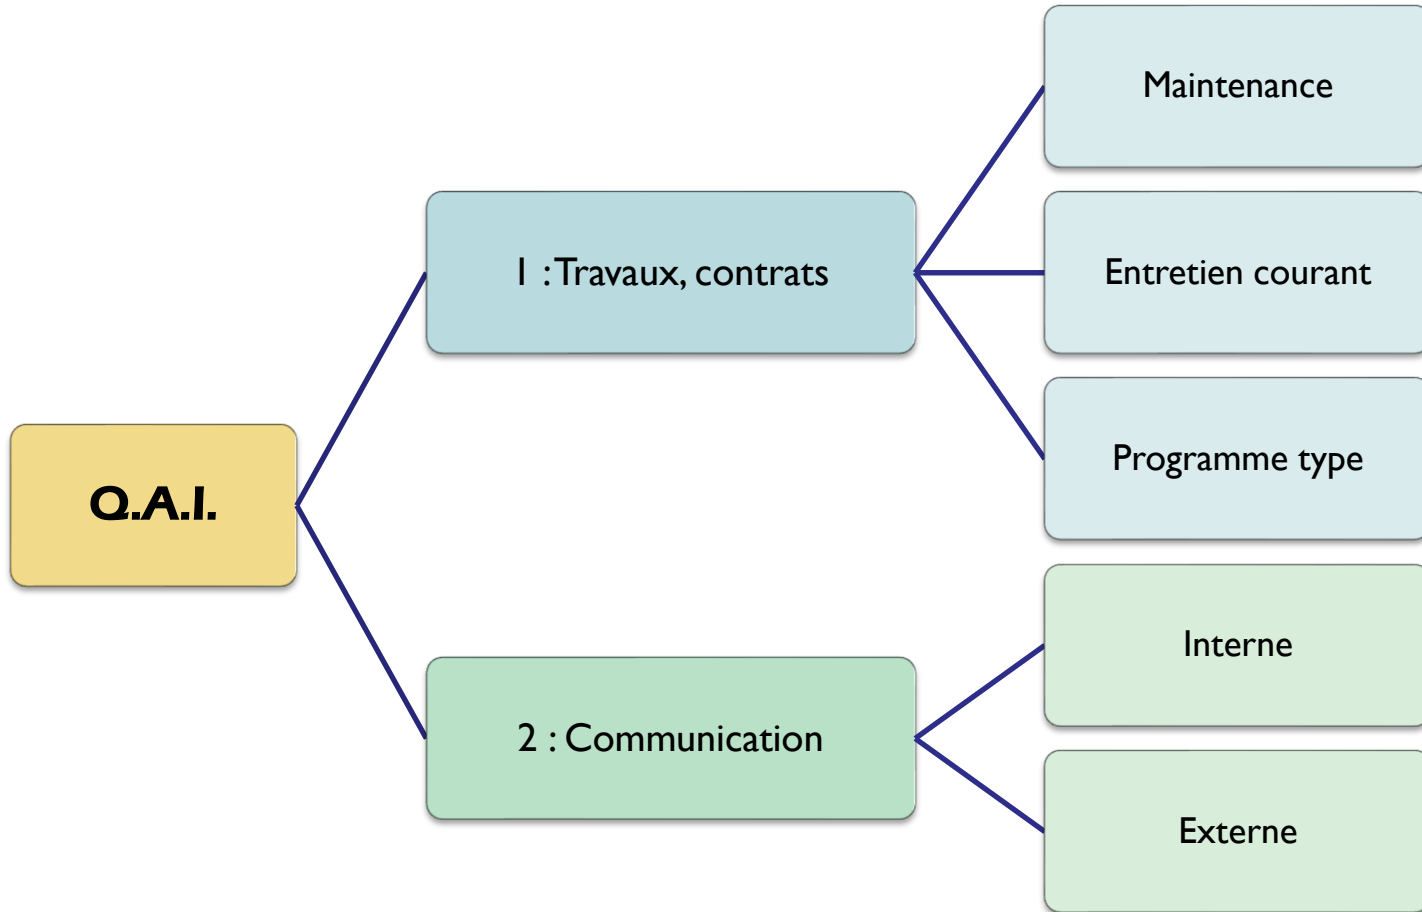 Q.A.I.
1 : Travaux, contrats
Maintenance
Entretien courant
Programme type
2 : Communication
Interne
Externe